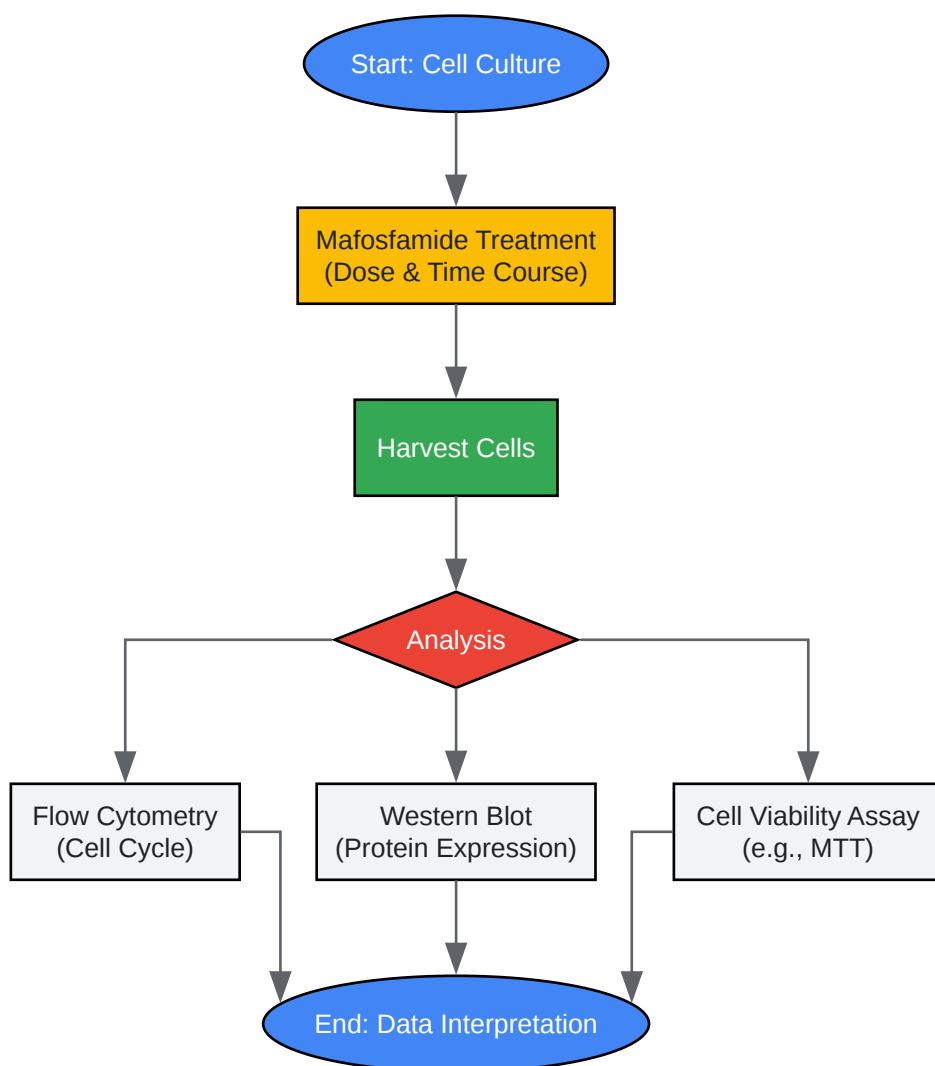 Start: Cell Culture
Mafosfamide Treatment
(Dose & Time Course)
Harvest Cells
Analysis
Flow Cytometry
(Cell Cycle)
Western Blot
(Protein Expression)
Cell Viability Assay
(e.g., MTT)
End: Data Interpretation